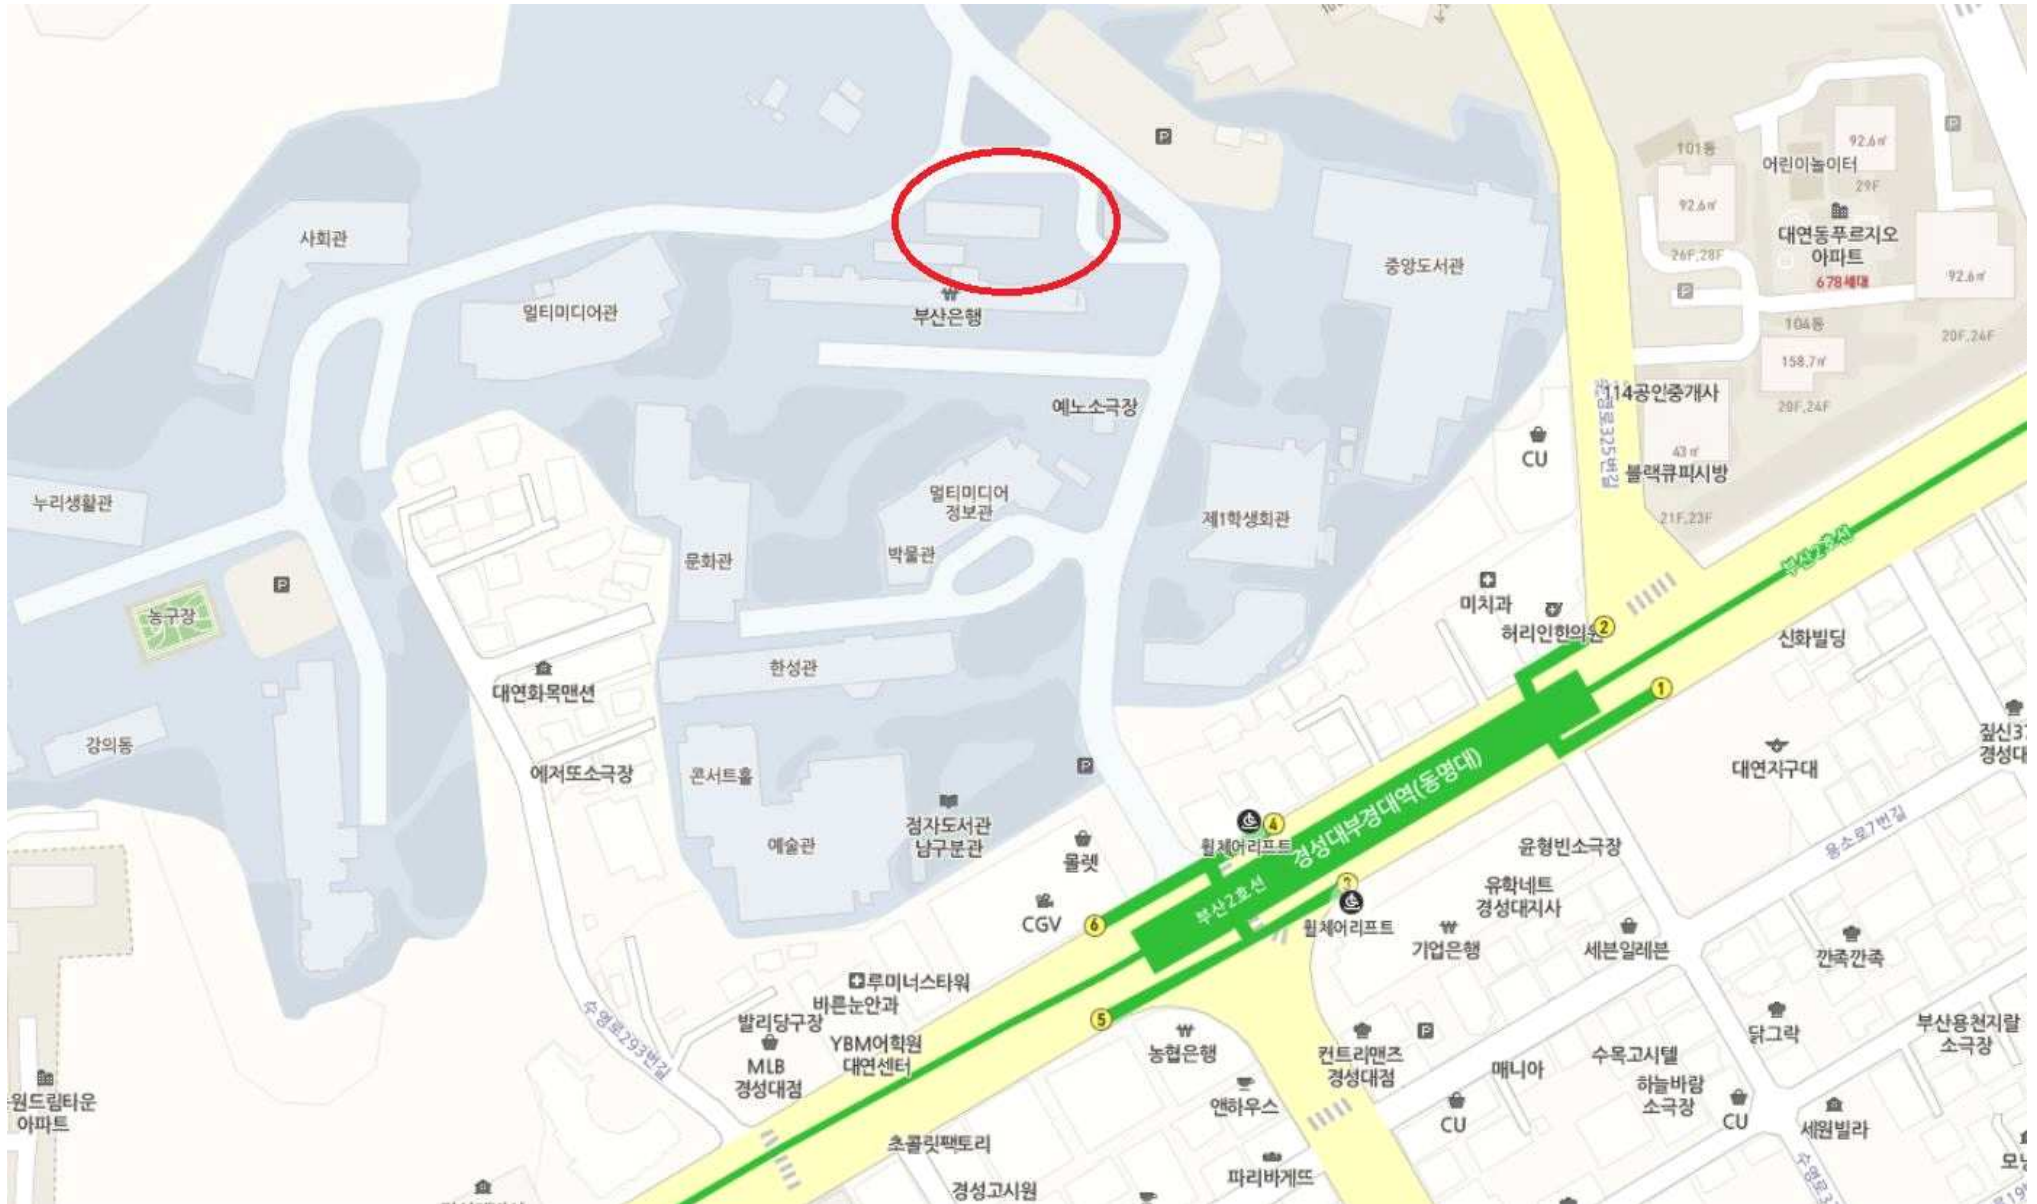 101동
92.6㎡
어린이놀이터
29F
92.6㎡
사회관
중앙도서관
대연동푸르지오
아파트
678세대
26F,28F
92.6㎡
멀티미디어관
부산은행
104동
20F,26F
158.7㎡
예노소극장
114공인중개사
20F,24F
CU
43㎡
블랙큐피시방
누리생활관
멀티미디어
정보관
제1학생회관
21F,23F
문화관
박물관
부산2호선
농구장
미치과
허리인한의원
2
신화빌딩
대연화목맨션
한성관
1
강의동
에저또소극장
콘서트홀
대연지구대
경성대부경대역(동명대)
예술관
점자도서관
남구분관
몰렛
4
휠체어리프트
윤형빈소극장
용소로7번길
CGV
6
부산2호선
3
휠체어리프트
유학네트
경성대지사
기업은행
세븐일레븐
깐족깐족
루미너스타워
바른눈안과
수영로293번길
발리당구장
MLB
경성대점
YBM어학원
대연센터
5
농협은행
컨트리맨즈
경성대점
매니아
수목고시텔
닭그락
부산용천지랄
소극장
원드림타운
아파트
앤하우스
CU
하늘바람
소극장
CU
세원빌라
초콜릿팩토리
경성고시원
파리바게뜨